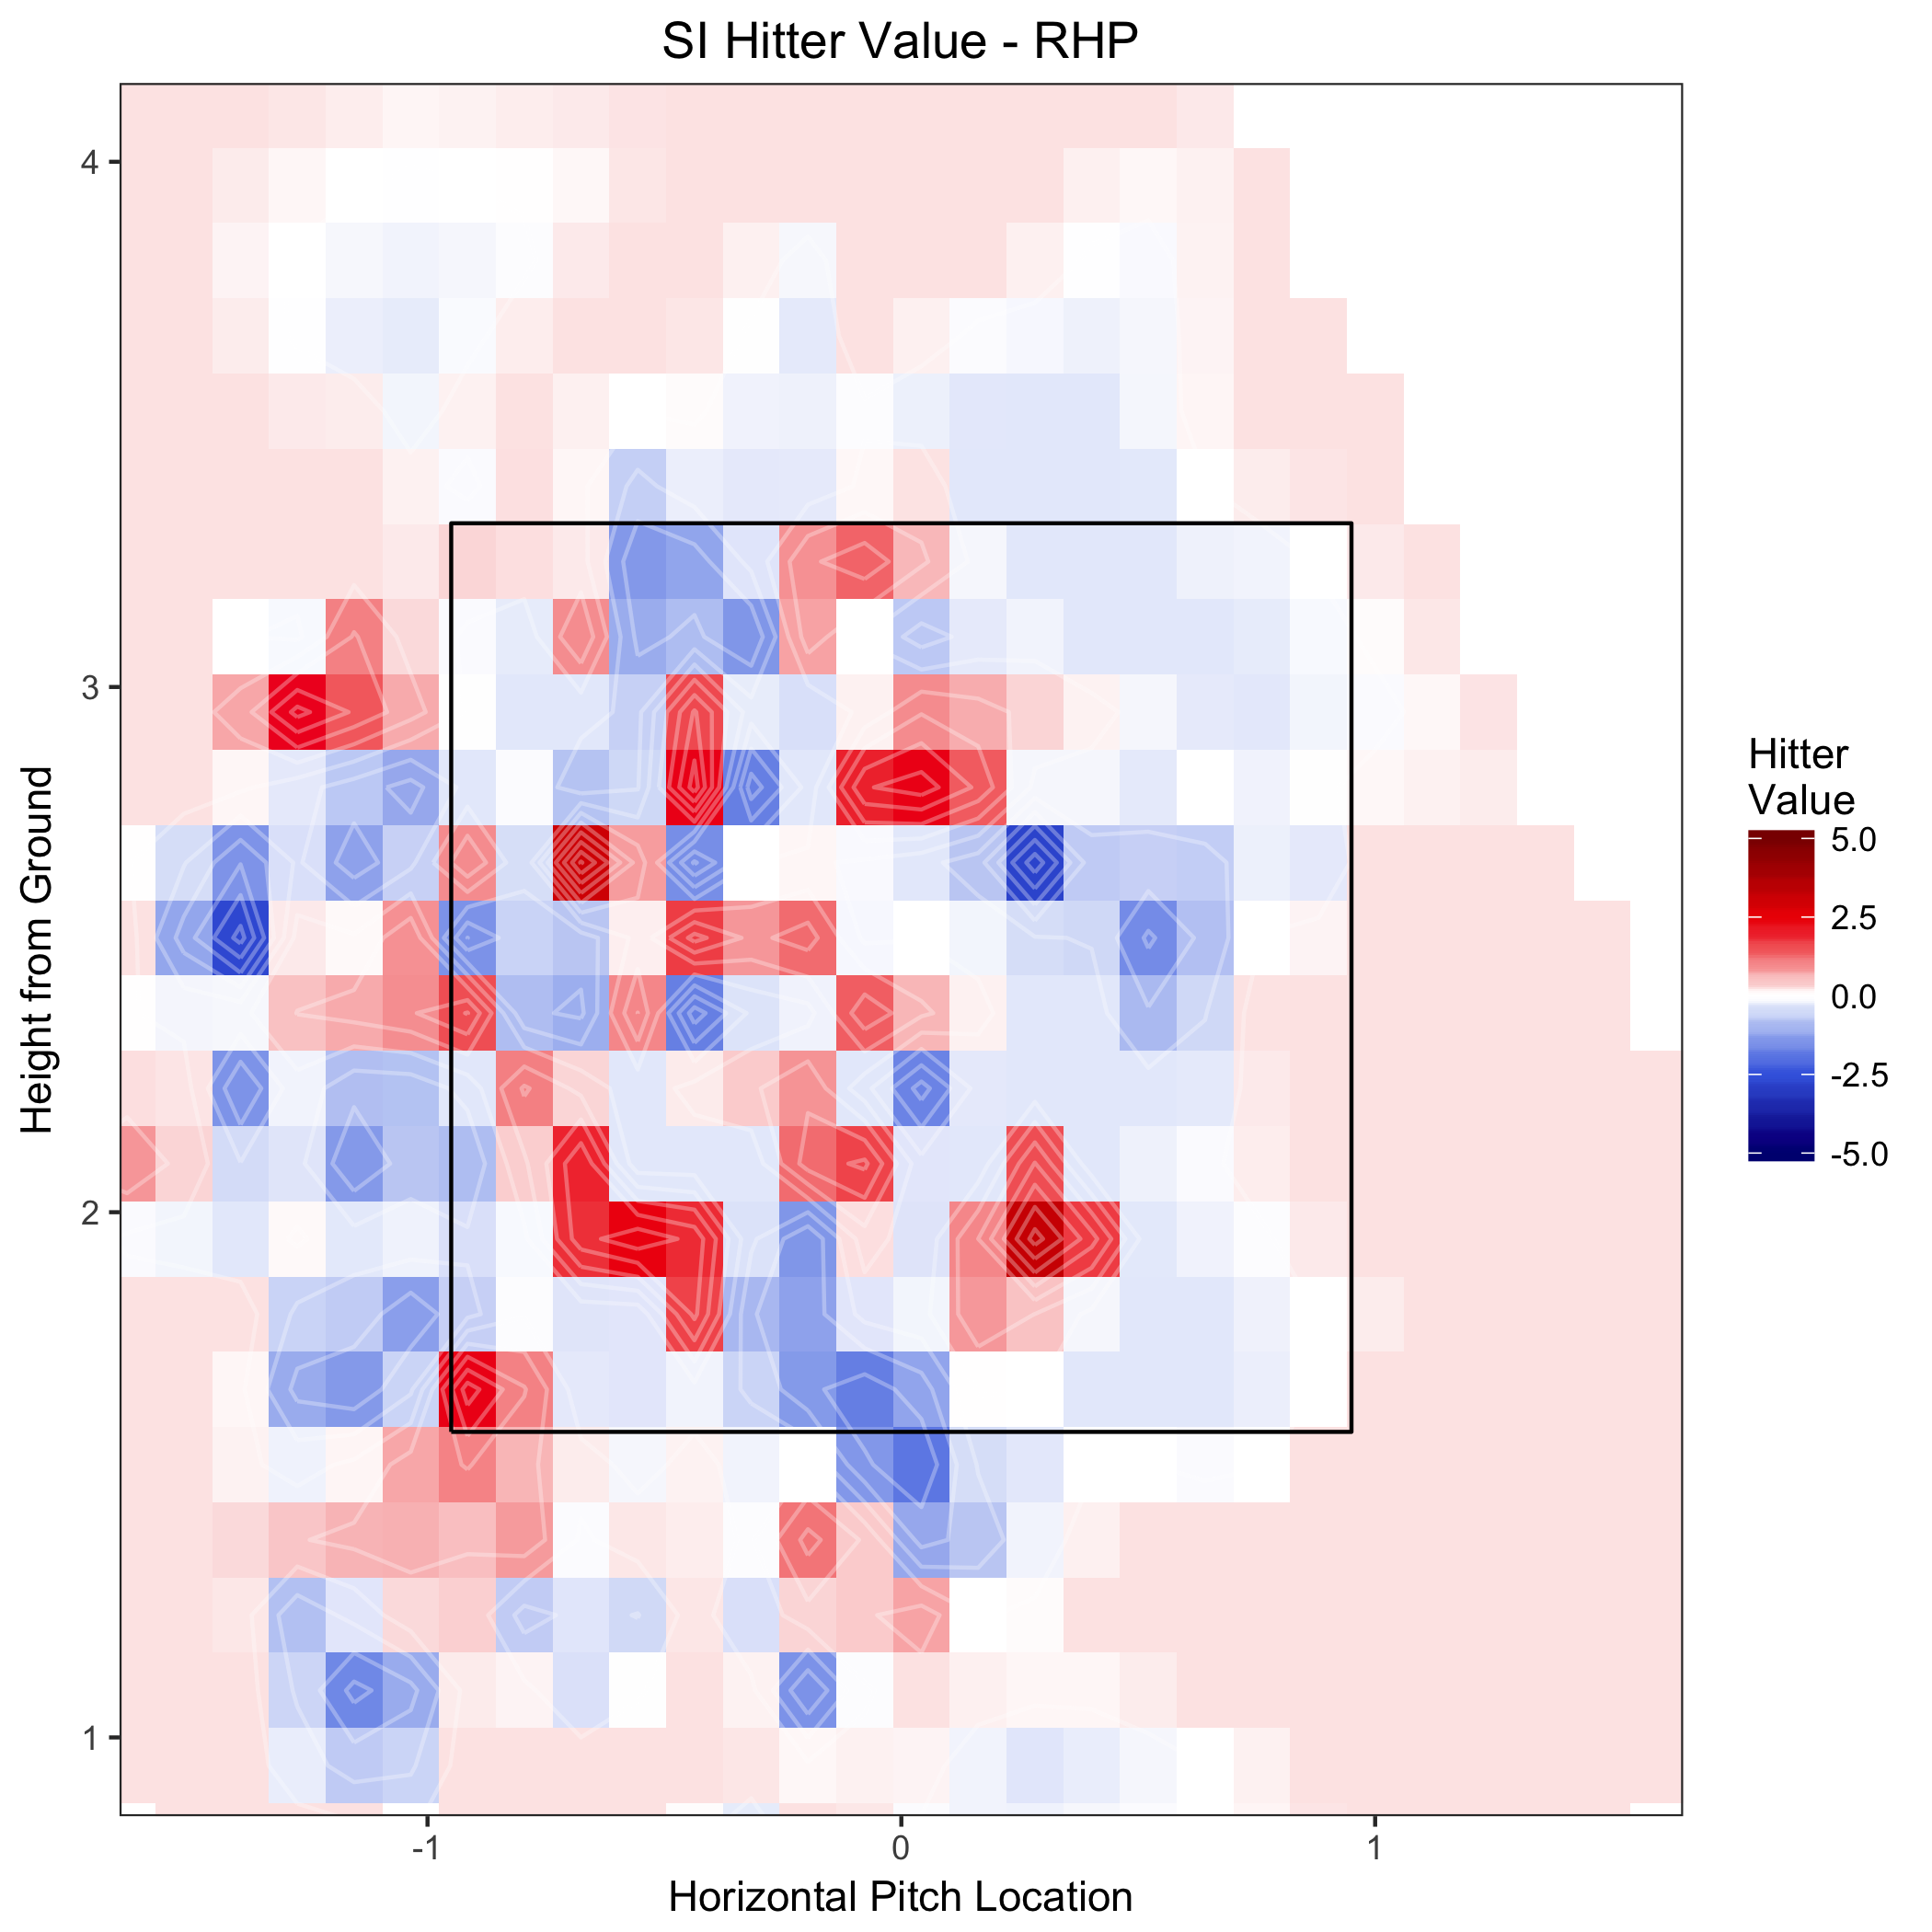 SI Hitter Value - RHP
4
3
2
1
Height from Ground
-1
0
1
Horizontal Pitch Location
Hitter
Value
5.0
2.5
0.0
-2.5
-5.0